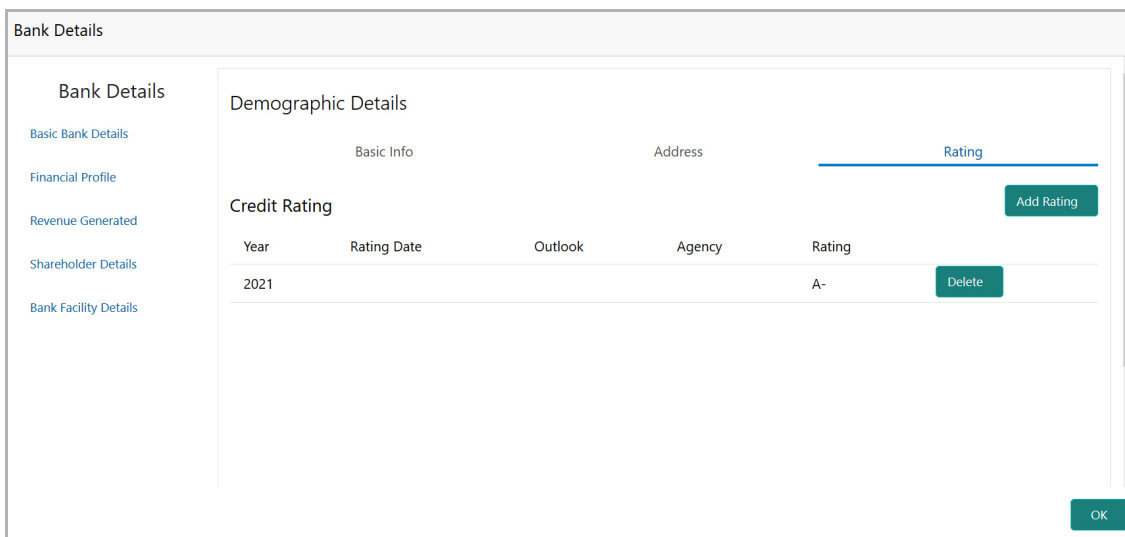 Bank Details
Bank Details
Basic Bank Details
Financial Profile
Revenue Generated
Shareholder Details
Bank Facility Details
Demographic Details
Basic Info Address Rating
Credit Rating Add Rating
Year Rating Date Outlook Agency Rating
2021 A- Delete
OK